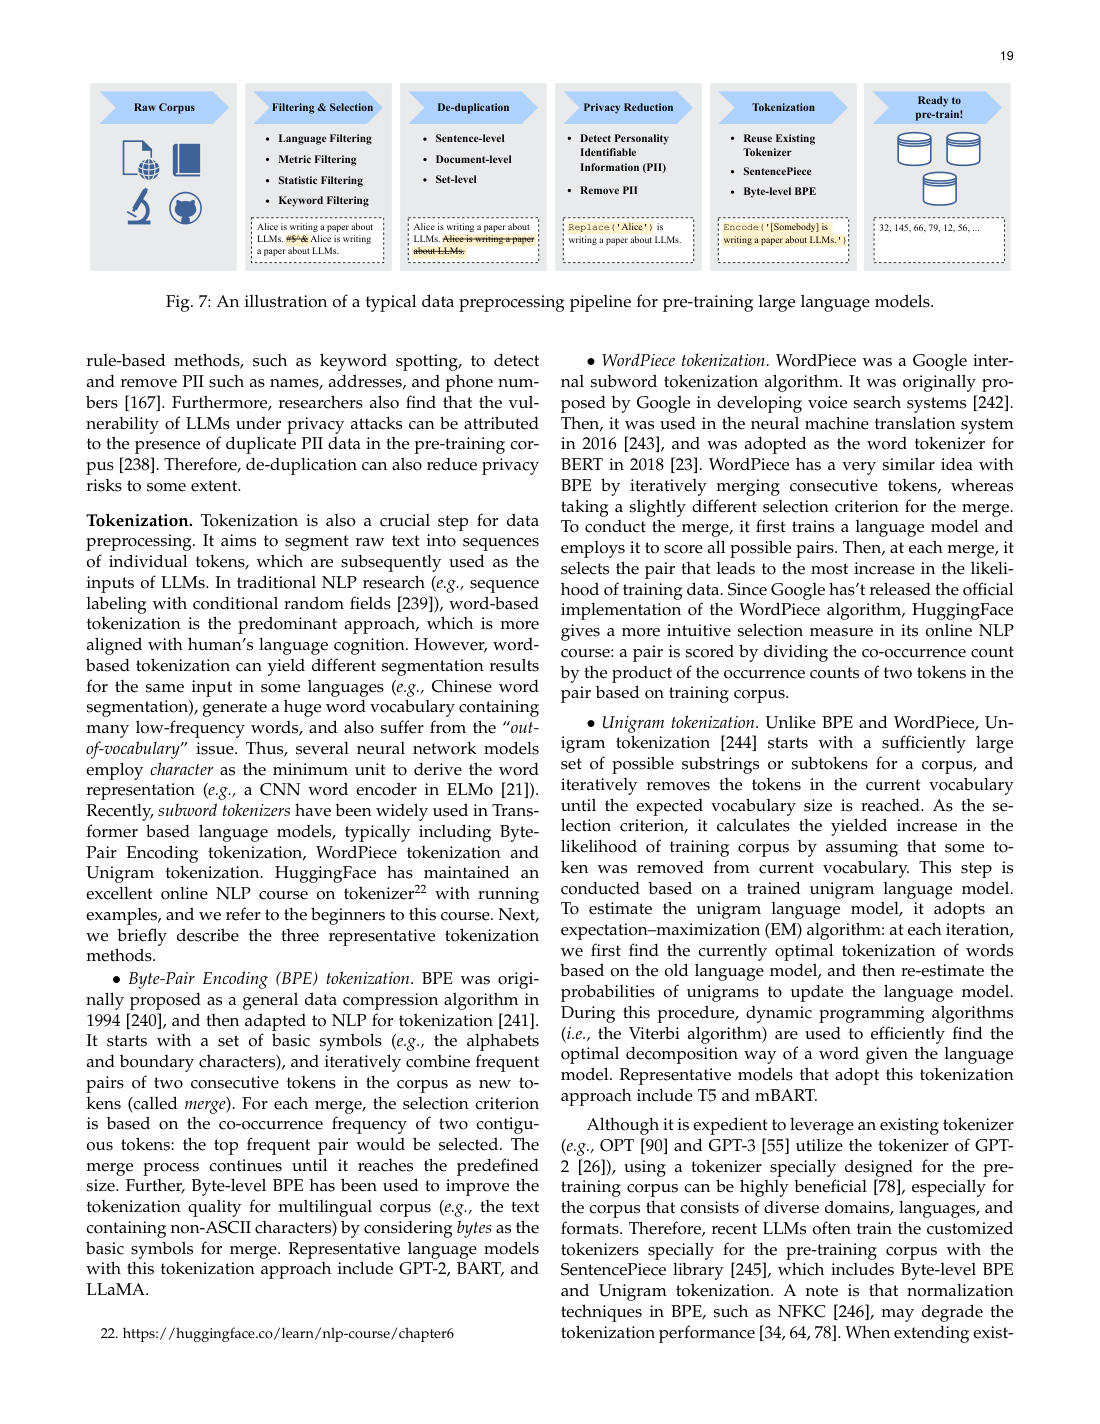 19
Raw Corpus
Filtering & Selection
• Language Filtering
• Metric Filtering
• Statistic Filtering
• Keyword Filtering
Alice is writing a paper about
LLMs. #$^& Alice is writing
a paper about LLMs.
De-duplication
• Sentence-level
• Document-level
• Set-level
Alice is writing a paper about
LLMs. Alice is writing a paper
about LLMs.
Privacy Reduction
• Detect Personality
Identifiable
Information (PII)
• Remove PII
Replace('Alice') is
writing a paper about LLMs.
Tokenization
• Reuse Existing
Tokenizer
• SentencePiece
• Byte-level BPE
Encode('[Somebody] is
writing a paper about LLMs.')
Ready to
pre-train!
32, 145, 66, 79, 12, 56, ...
Fig. 7: An illustration of a typical data preprocessing pipeline for pre-training large language models.
rule-based methods, such as keyword spotting, to detect
and remove PII such as names, addresses, and phone num-
bers [167]. Furthermore, researchers also find that the vul-
nerability of LLMs under privacy attacks can be attributed
to the presence of duplicate PII data in the pre-training cor-
pus [238]. Therefore, de-duplication can also reduce privacy
risks to some extent.
Tokenization. Tokenization is also a crucial step for data
preprocessing. It aims to segment raw text into sequences
of individual tokens, which are subsequently used as the
inputs of LLMs. In traditional NLP research (e.g., sequence
labeling with conditional random fields [239]), word-based
tokenization is the predominant approach, which is more
aligned with human's language cognition. However, word-
based tokenization can yield different segmentation results
for the same input in some languages (e.g., Chinese word
segmentation), generate a huge word vocabulary containing
many low-frequency words, and also suffer from the "out-
of-vocabulary" issue. Thus, several neural network models
employ character as the minimum unit to derive the word
representation (e.g., a CNN word encoder in ELMo [21]).
Recently, subword tokenizers have been widely used in Trans-
former based language models, typically including Byte-
Pair Encoding tokenization, WordPiece tokenization and
Unigram tokenization. HuggingFace has maintained an
excellent online NLP course on tokenizer22 with running
examples, and we refer to the beginners to this course. Next,
we briefly describe the three representative tokenization
methods.
• Byte-Pair Encoding (BPE) tokenization. BPE was origi-
nally proposed as a general data compression algorithm in
1994 [240], and then adapted to NLP for tokenization [241].
It starts with a set of basic symbols (e.g., the alphabets
and boundary characters), and iteratively combine frequent
pairs of two consecutive tokens in the corpus as new to-
kens (called merge). For each merge, the selection criterion
is based on the co-occurrence frequency of two contigu-
ous tokens: the top frequent pair would be selected. The
merge process continues until it reaches the predefined
size. Further, Byte-level BPE has been used to improve the
tokenization quality for multilingual corpus (e.g., the text
containing non-ASCII characters) by considering bytes as the
basic symbols for merge. Representative language models
with this tokenization approach include GPT-2, BART, and
LLaMA.
22. https://huggingface.co/learn/nlp-course/chapter6
• WordPiece tokenization. WordPiece was a Google inter-
nal subword tokenization algorithm. It was originally pro-
posed by Google in developing voice search systems [242].
Then, it was used in the neural machine translation system
in 2016 [243], and was adopted as the word tokenizer for
BERT in 2018 [23]. WordPiece has a very similar idea with
BPE by iteratively merging consecutive tokens, whereas
taking a slightly different selection criterion for the merge.
To conduct the merge, it first trains a language model and
employs it to score all possible pairs. Then, at each merge, it
selects the pair that leads to the most increase in the likeli-
hood of training data. Since Google has't released the official
implementation of the WordPiece algorithm, HuggingFace
gives a more intuitive selection measure in its online NLP
course: a pair is scored by dividing the co-occurrence count
by the product of the occurrence counts of two tokens in the
pair based on training corpus.
• Unigram tokenization. Unlike BPE and WordPiece, Un-
igram tokenization [244] starts with a sufficiently large
set of possible substrings or subtokens for a corpus, and
iteratively removes the tokens in the current vocabulary
until the expected vocabulary size is reached. As the se-
lection criterion, it calculates the yielded increase in the
likelihood of training corpus by assuming that some to-
ken was removed from current vocabulary. This step is
conducted based on a trained unigram language model.
To estimate the unigram language model, it adopts an
expectation–maximization (EM) algorithm: at each iteration,
we first find the currently optimal tokenization of words
based on the old language model, and then re-estimate the
probabilities of unigrams to update the language model.
During this procedure, dynamic programming algorithms
(i.e., the Viterbi algorithm) are used to efficiently find the
optimal decomposition way of a word given the language
model. Representative models that adopt this tokenization
approach include T5 and mBART.
Although it is expedient to leverage an existing tokenizer
(e.g., OPT [90] and GPT-3 [55] utilize the tokenizer of GPT-
2 [26]), using a tokenizer specially designed for the pre-
training corpus can be highly beneficial [78], especially for
the corpus that consists of diverse domains, languages, and
formats. Therefore, recent LLMs often train the customized
tokenizers specially for the pre-training corpus with the
SentencePiece library [245], which includes Byte-level BPE
and Unigram tokenization. A note is that normalization
techniques in BPE, such as NFKC [246], may degrade the
tokenization performance [34, 64, 78]. When extending exist-